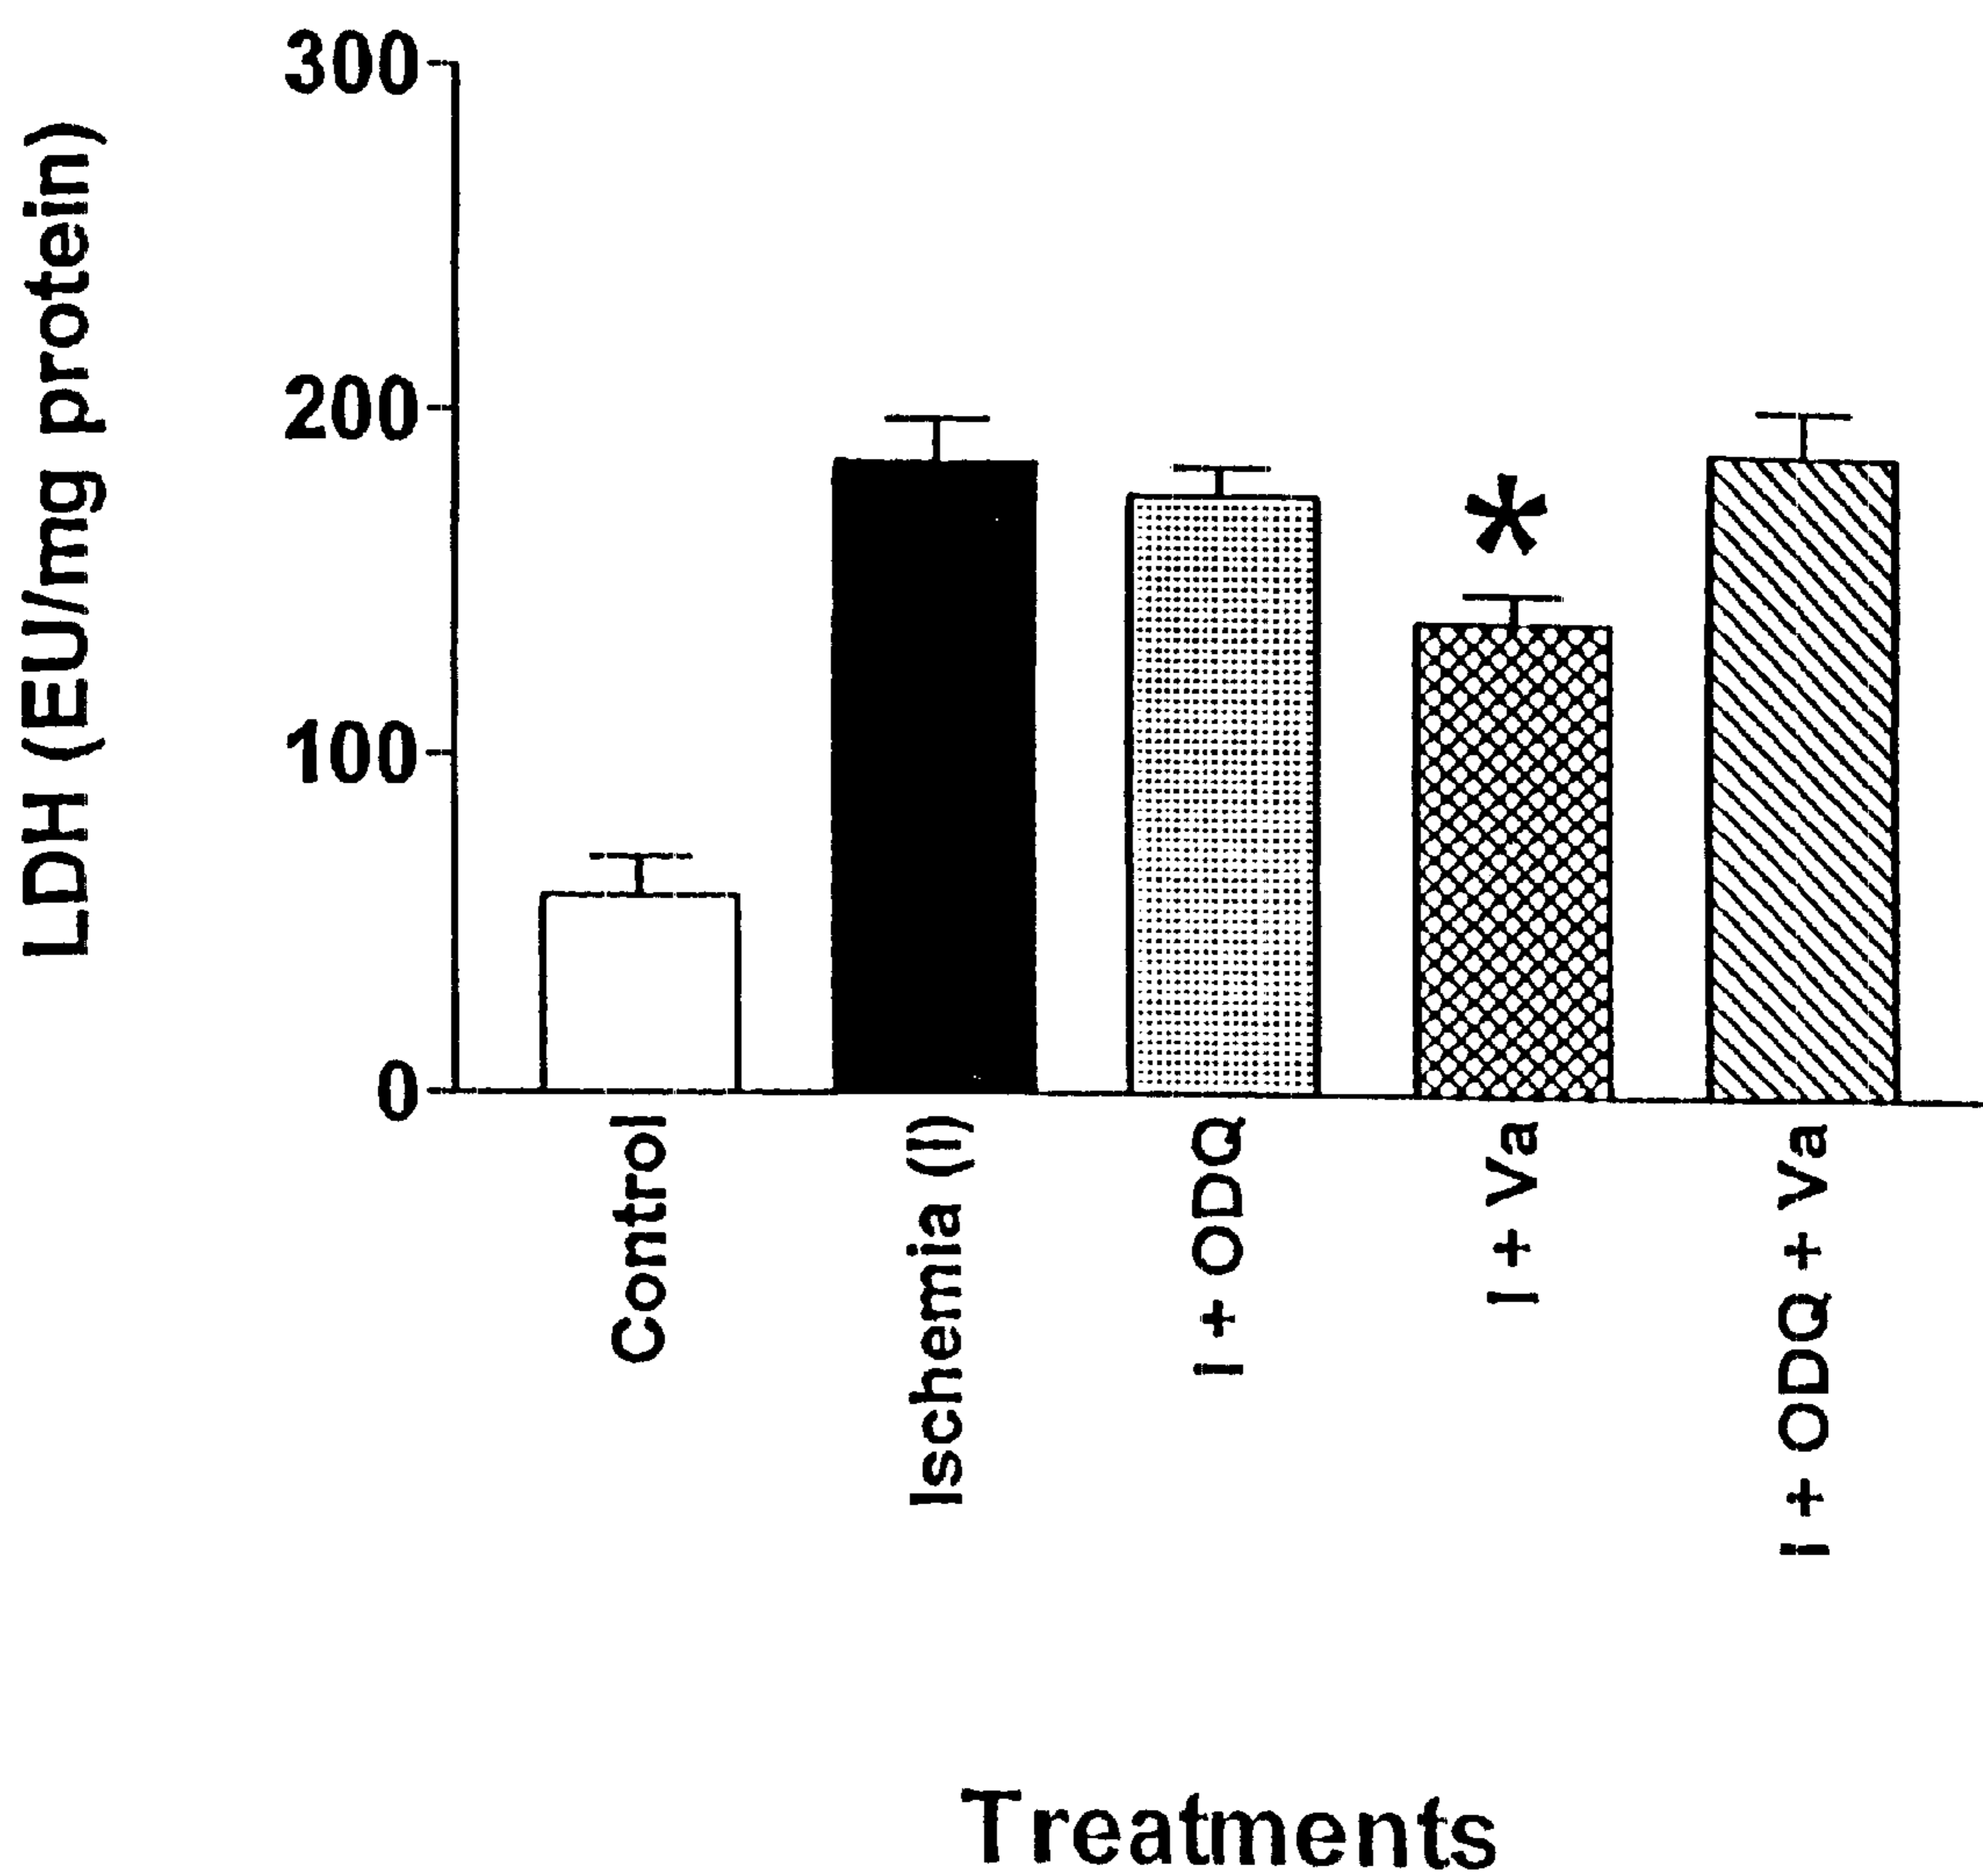 LDH (EU/mg protein)
300
200
100
0
*
Control
Ischemia (I)
I + ODQ
I + Va
I + ODQ + Va
Treatments